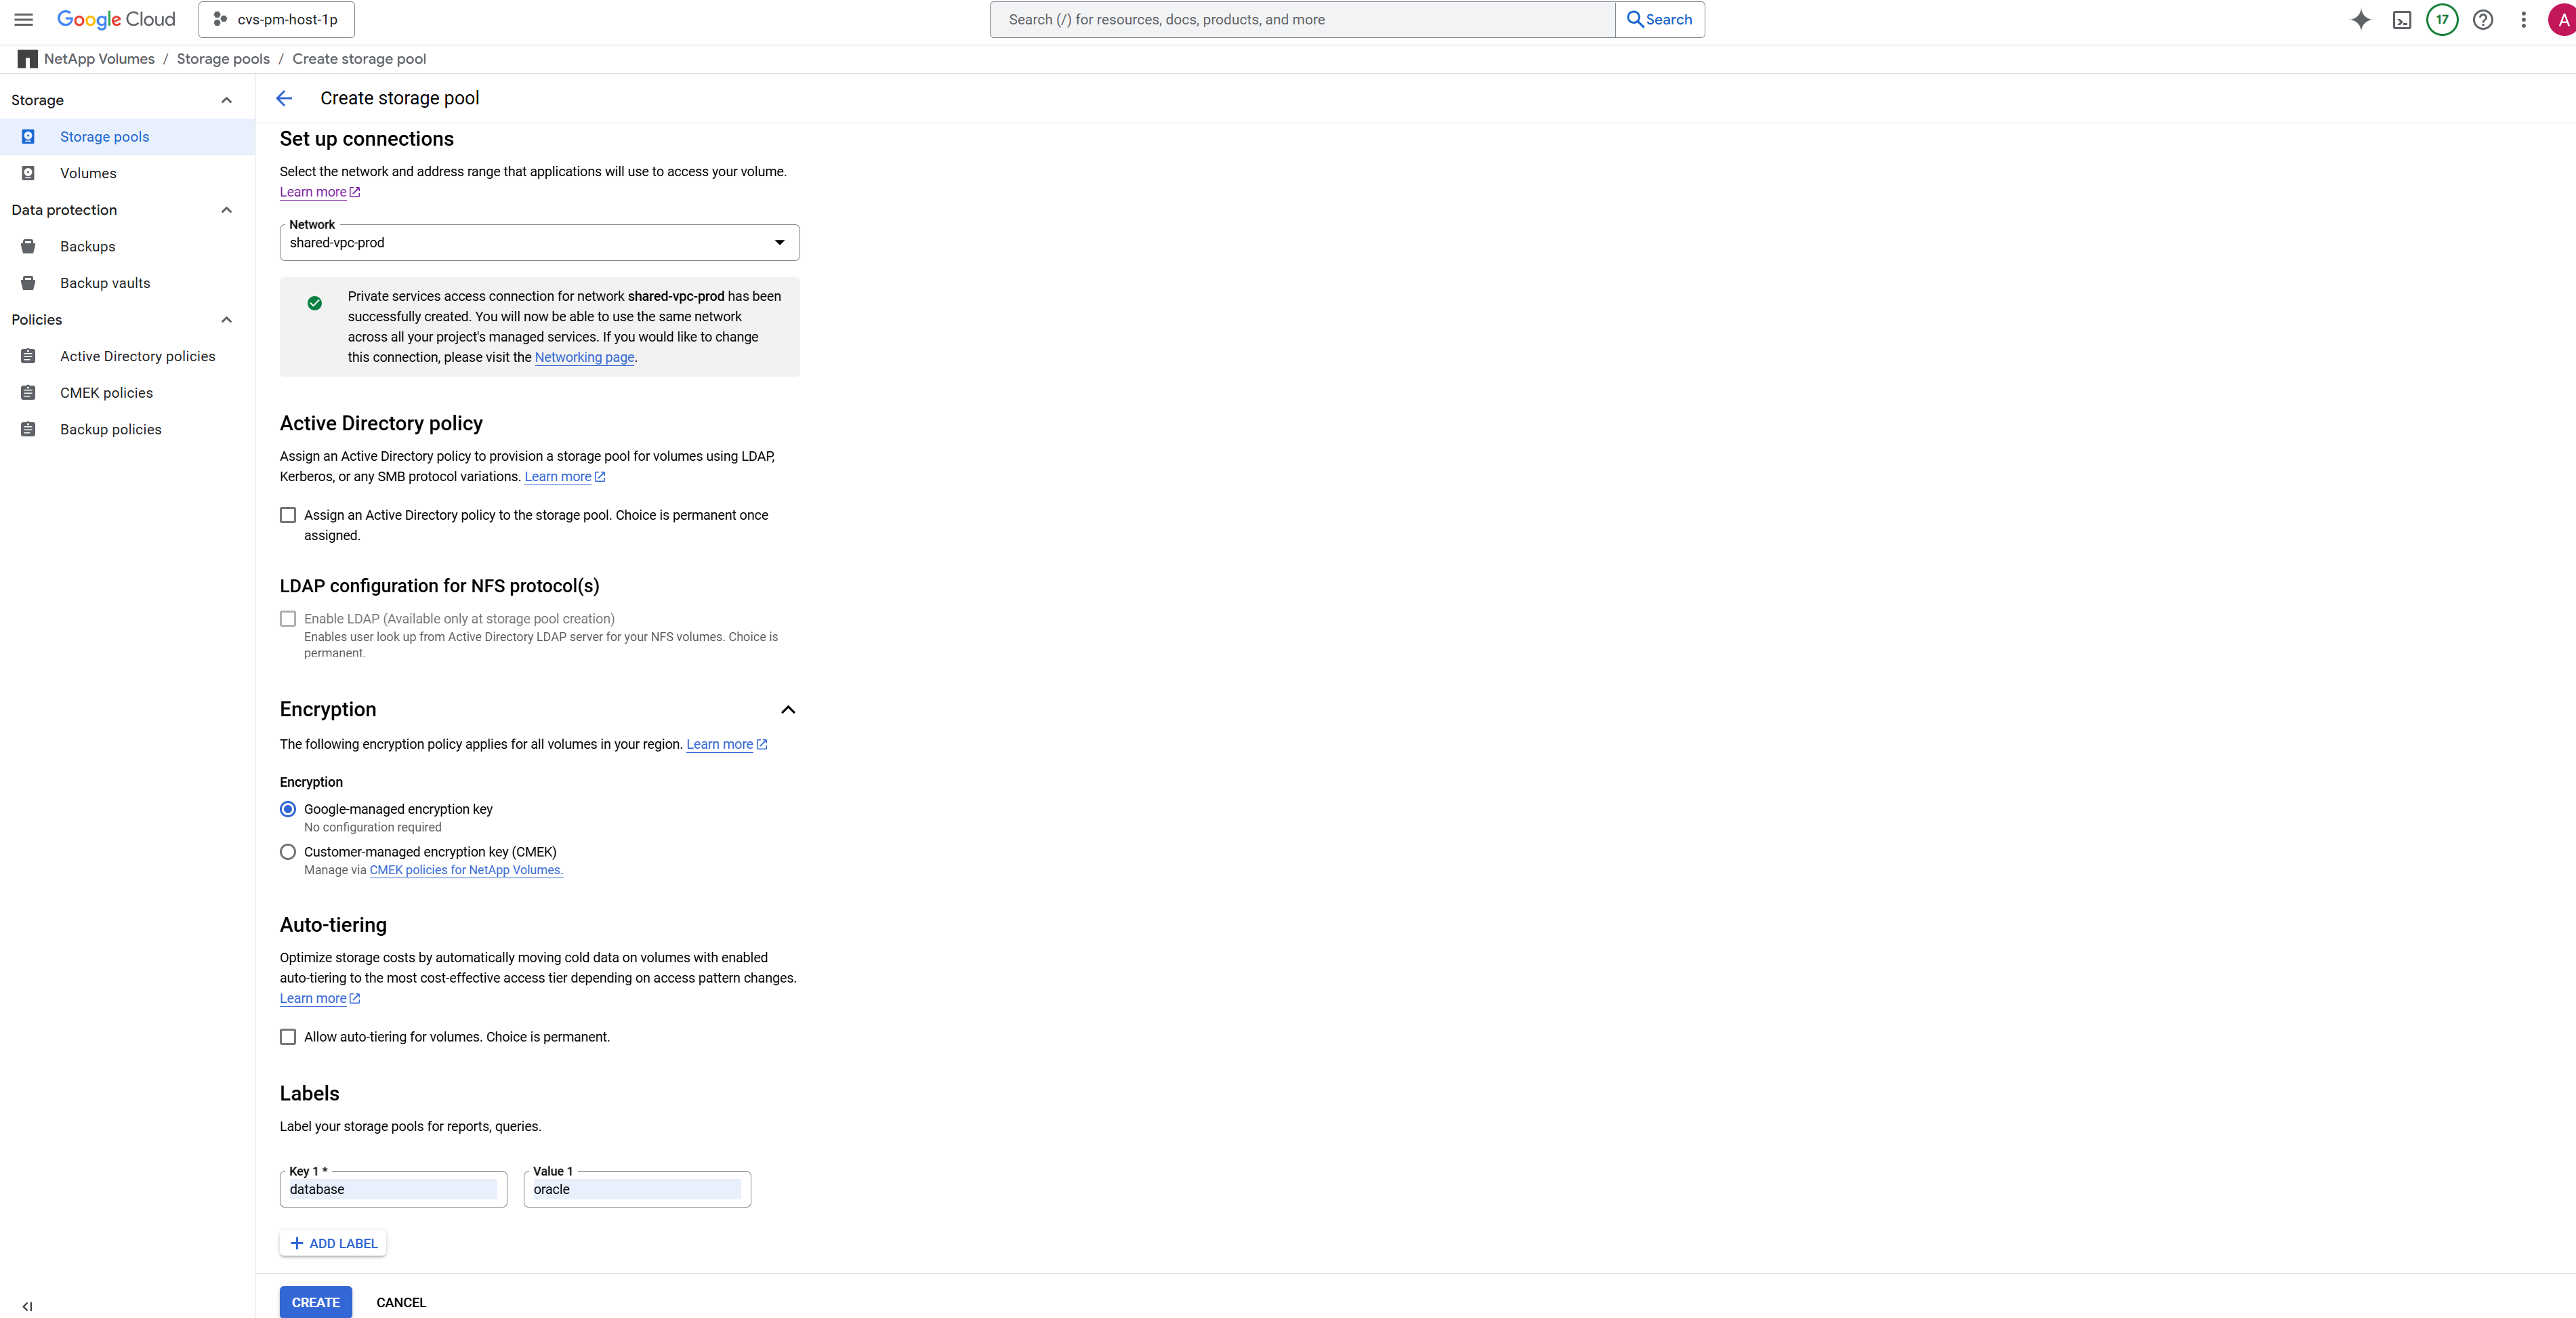 Google Cloud
cvs-pm-host-1p
Search (/) for resources, docs, products, and more
Search
17
A
NetApp Volumes / Storage pools / Create storage pool
Storage
Storage pools
Volumes
Data protection
Backups
Backup vaults
Policies
Active Directory policies
CMEK policies
Backup policies
Create storage pool
Set up connections
Select the network and address range that applications will use to access your volume.
Learn more
Network
shared-vpc-prod
Private services access connection for network shared-vpc-prod has been
successfully created. You will now be able to use the same network
across all your project's managed services. If you would like to change
this connection, please visit the Networking page.
Active Directory policy
Assign an Active Directory policy to provision a storage pool for volumes using LDAP,
Kerberos, or any SMB protocol variations. Learn more
Assign an Active Directory policy to the storage pool. Choice is permanent once
assigned.
LDAP configuration for NFS protocol(s)
Enable LDAP (Available only at storage pool creation)
Enables user look up from Active Directory LDAP server for your NFS volumes. Choice is
permanent.
Encryption
The following encryption policy applies for all volumes in your region. Learn more
Encryption
Google-managed encryption key
No configuration required
Customer-managed encryption key (CMEK)
Manage via CMEK policies for NetApp Volumes.
Auto-tiering
Optimize storage costs by automatically moving cold data on volumes with enabled
auto-tiering to the most cost-effective access tier depending on access pattern changes.
Learn more
Allow auto-tiering for volumes. Choice is permanent.
Labels
Label your storage pools for reports, queries.
Key 1 *
database
Value 1
oracle
ADD LABEL
CREATE
CANCEL